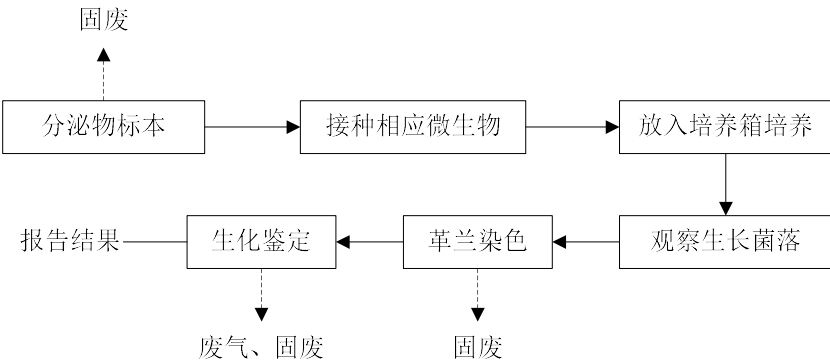 固废
分泌物标本
接种相应微生物
放入培养箱培养
观察生长菌落
革兰染色
生化鉴定
报告结果
废气、固废
固废